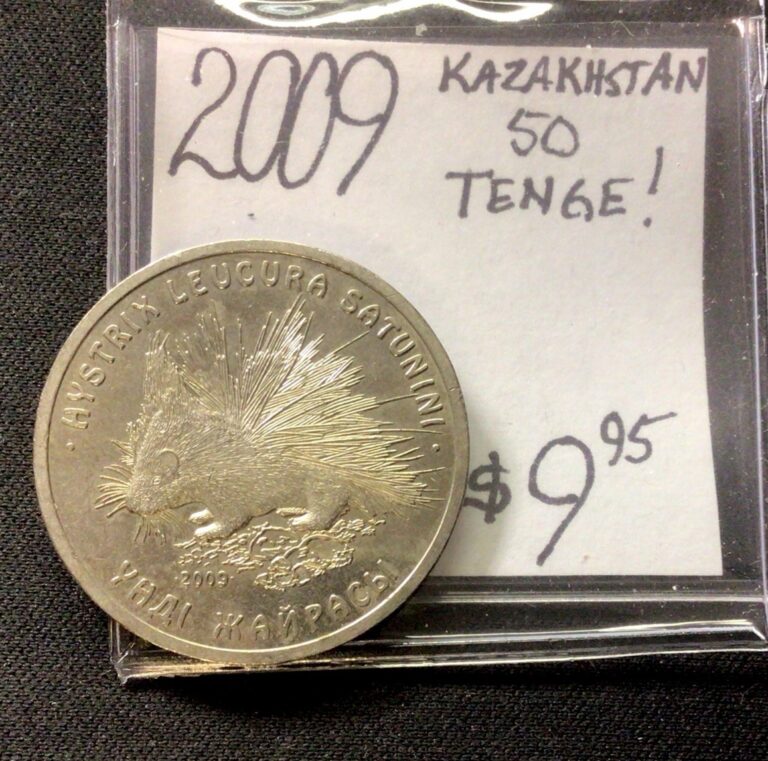 2009
KAZAKHSTAN
50
TENGE!
$9.95
· HYSTRIX LEUCURA SATUNINI ·
2009
ҮНДІ ЖАЙРАСЫ